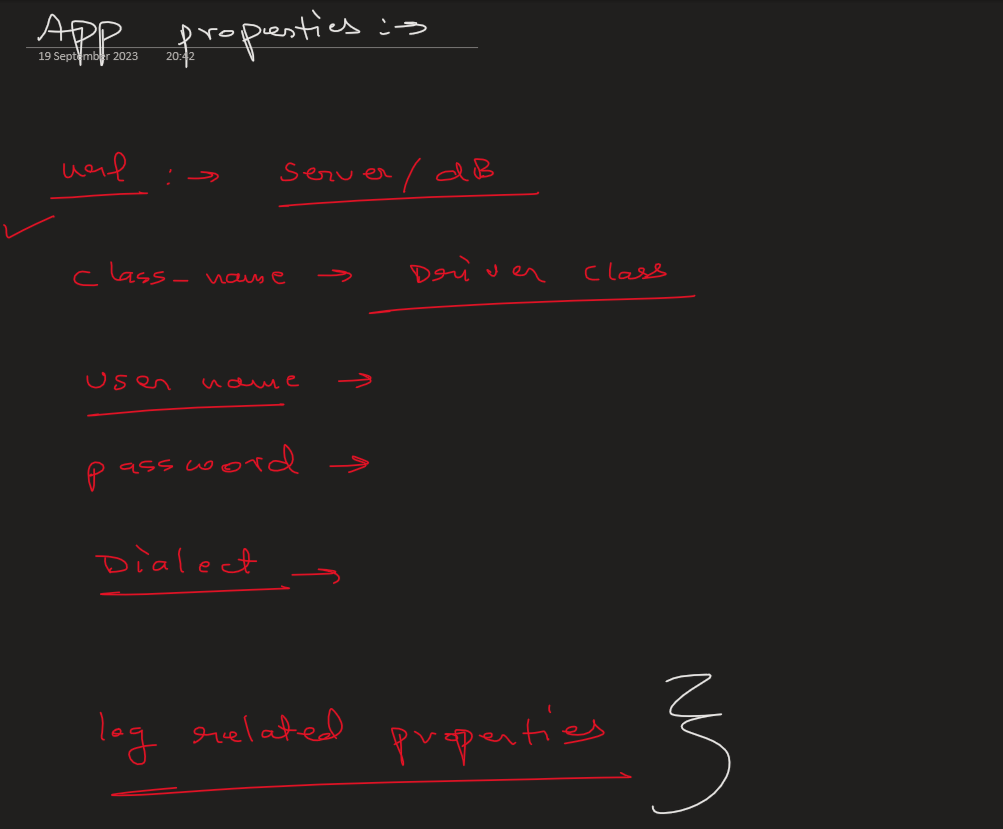 App properties :→
19 September 2023 20:42
url :→ server/dB
class_name → Driver class
user name →
password →
Dialect →
log related properties }